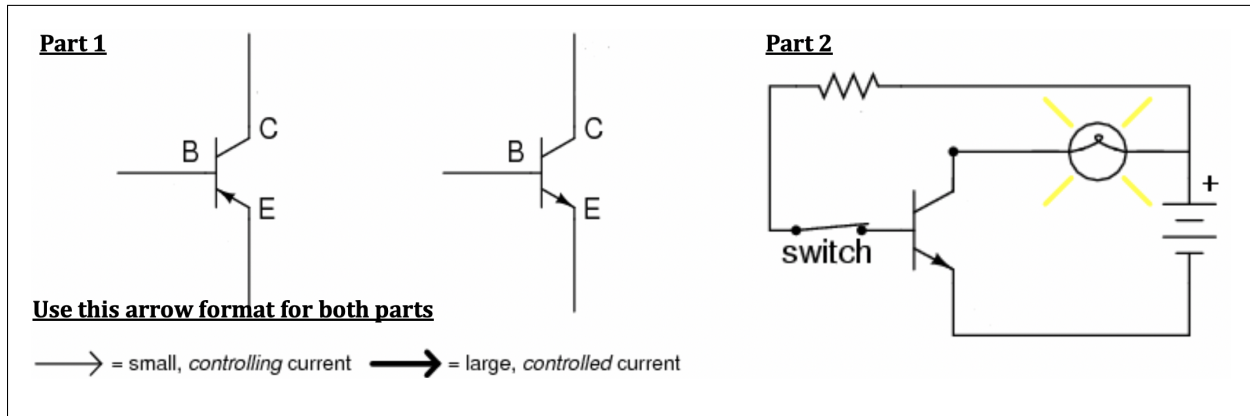 Part 1
Part 2
C
B
E
C
B
E
+
switch
Use this arrow format for both parts
= small, controlling current
= large, controlled current